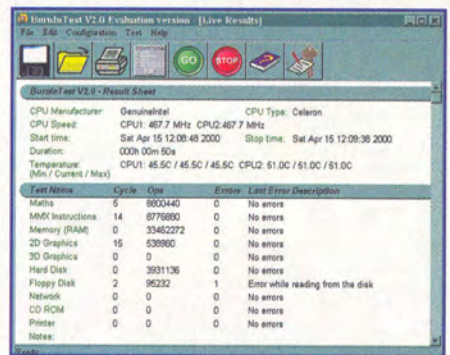 BurnInTest V2.0 Evaluation version - [Live Results]
File Edit Configuration Test Help
GO STOP
BurnInTest V2.0 - Result Sheet
CPU Manufacturer: GenuineIntel CPU Type: Celeron
CPU Speed: CPU1: 467.7 MHz CPU2:467.7 MHz
Start time: Sat Apr 15 12:08:48 2000 Stop time: Sat Apr 15 12:09:38 2000
Duration: 000h 00m 50s
Temperature: CPU1: 45.5C / 45.5C / 45.5C CPU2: 51.0C / 51.0C / 51.0C
(Min / Current / Max)
Test Name Cycle Ops Errors Last Error Description
Maths 5 8800440 0 No errors
MMX Instructions 14 8776880 0 No errors
Memory (RAM) 0 33462272 0 No errors
2D Graphics 15 538960 0 No errors
3D Graphics 0 0 0 No errors
Hard Disk 0 3931136 0 No errors
Floppy Disk 2 95232 1 Error while reading from the disk
Network 0 0 0 No errors
CD ROM 0 0 0 No errors
Printer 0 0 0 No errors
Notes:
Ready